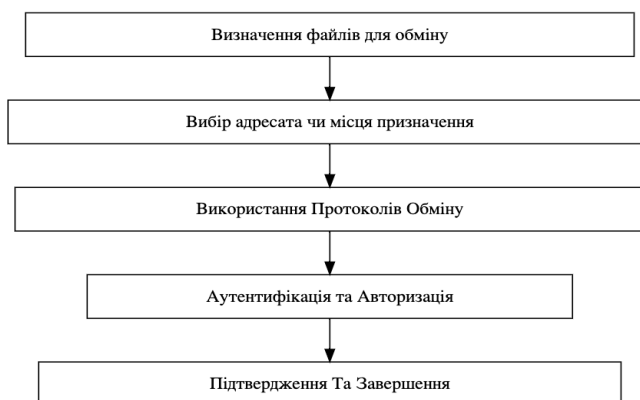 Визначення файлів для обміну
Вибір адресата чи місця призначення
Використання Протоколів Обміну
Аутентифікація та Авторизація
Підтвердження Та Завершення